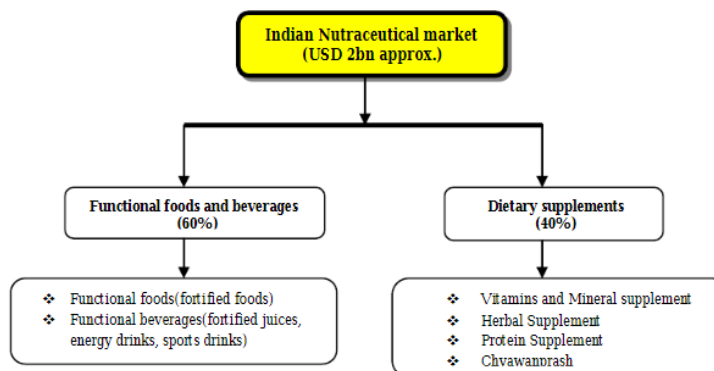 Indian Nutraceutical market
(USD 2bn approx.)
Functional foods and beverages
(60%)
Dietary supplements
(40%)
❖ Functional foods(fortified foods)
❖ Functional beverages(fortified juices,
energy drinks, sports drinks)
❖ Vitamins and Mineral supplement
❖ Herbal Supplement
❖ Protein Supplement
❖ Chyawanprash